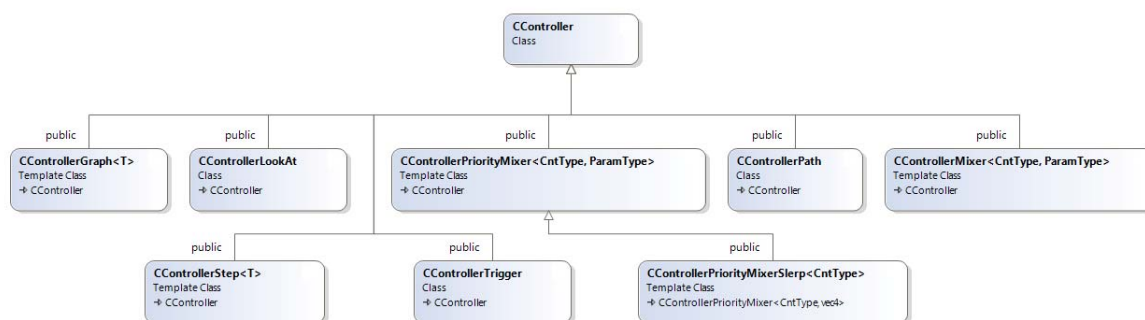 CController
Class
public
public
public
public
public
CControllerGraph<T>
Template Class
→ CController
CControllerLookAt
Class
→ CController
CControllerPriorityMixer<CntType, ParamType>
Template Class
→ CController
CControllerPath
Class
→ CController
CControllerMixer<CntType, ParamType>
Template Class
→ CController
public
public
public
CControllerStep<T>
Template Class
→ CController
CControllerTrigger
Class
→ CController
CControllerPriorityMixerSlerp<CntType>
Template Class
→ CControllerPriorityMixer<CntType, vec4>